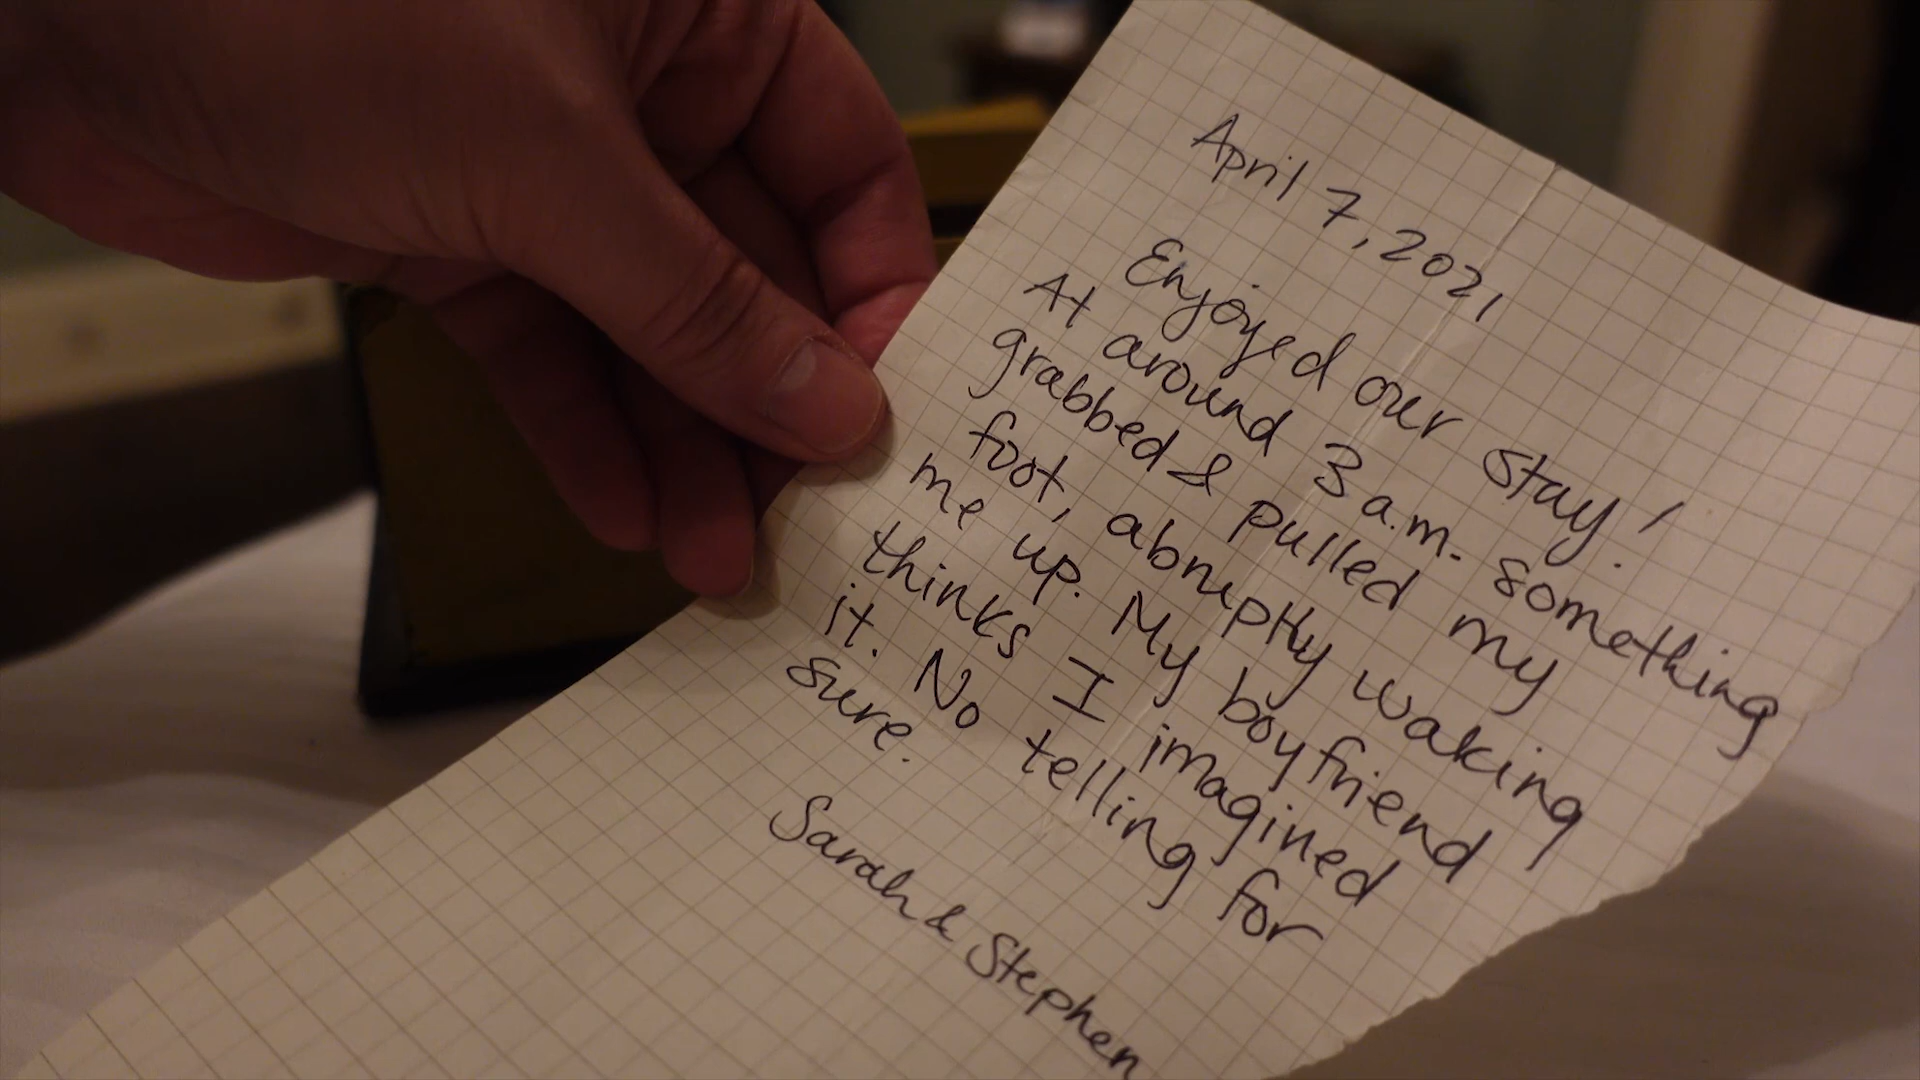 April 7, 2021
Enjoyed our stay!
At around 3 a.m. something
grabbed & pulled my
foot, abruptly waking
me up. My boyfriend
thinks I imagined
it. No telling for
sure.
Sarah & Stephen